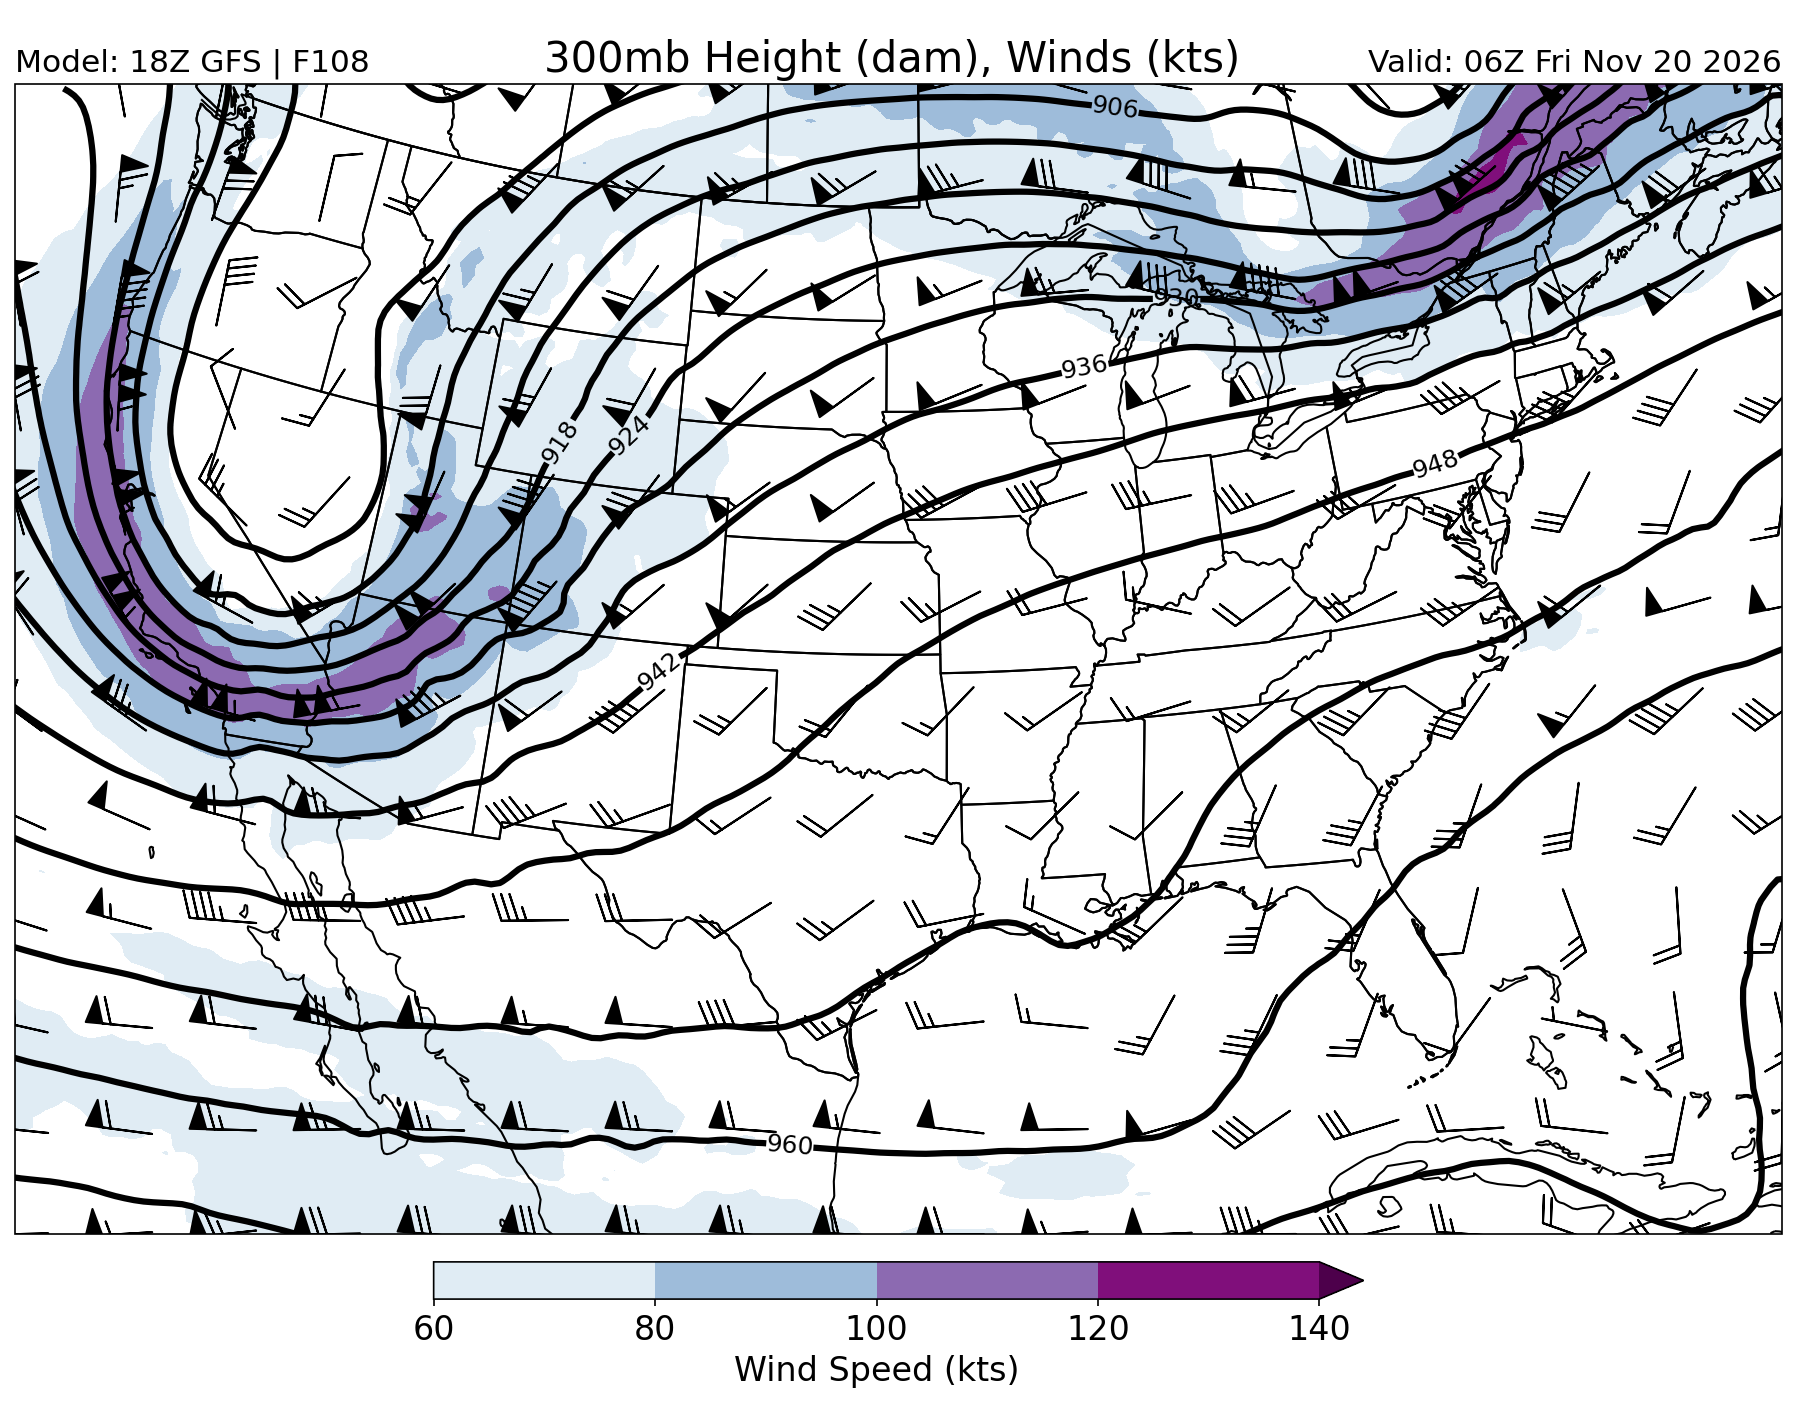 300mb Height (dam), Winds (kts)
Model: 18Z GFS | F108
Valid: 06Z Fri Nov 20 2026
906
930
936
918
924
948
942
960
60 80 100 120 140
Wind Speed (kts)